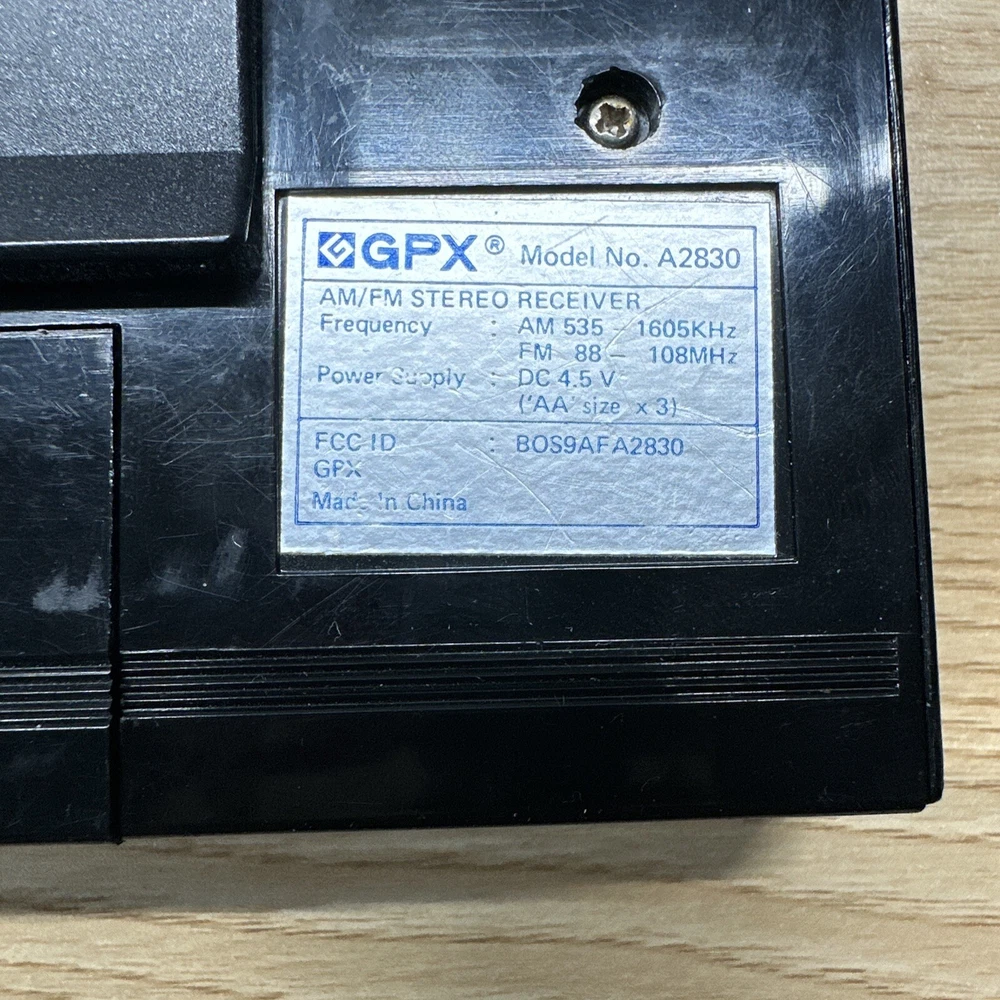 GPX® Model No. A2830
AM/FM STEREO RECEIVER
Frequency : AM 535 – 1605KHz
FM 88 – 108MHz
Power Supply : DC 4.5 V
('AA' size x 3)
FCC ID : BOS9AFA2830
GPX
Made In China